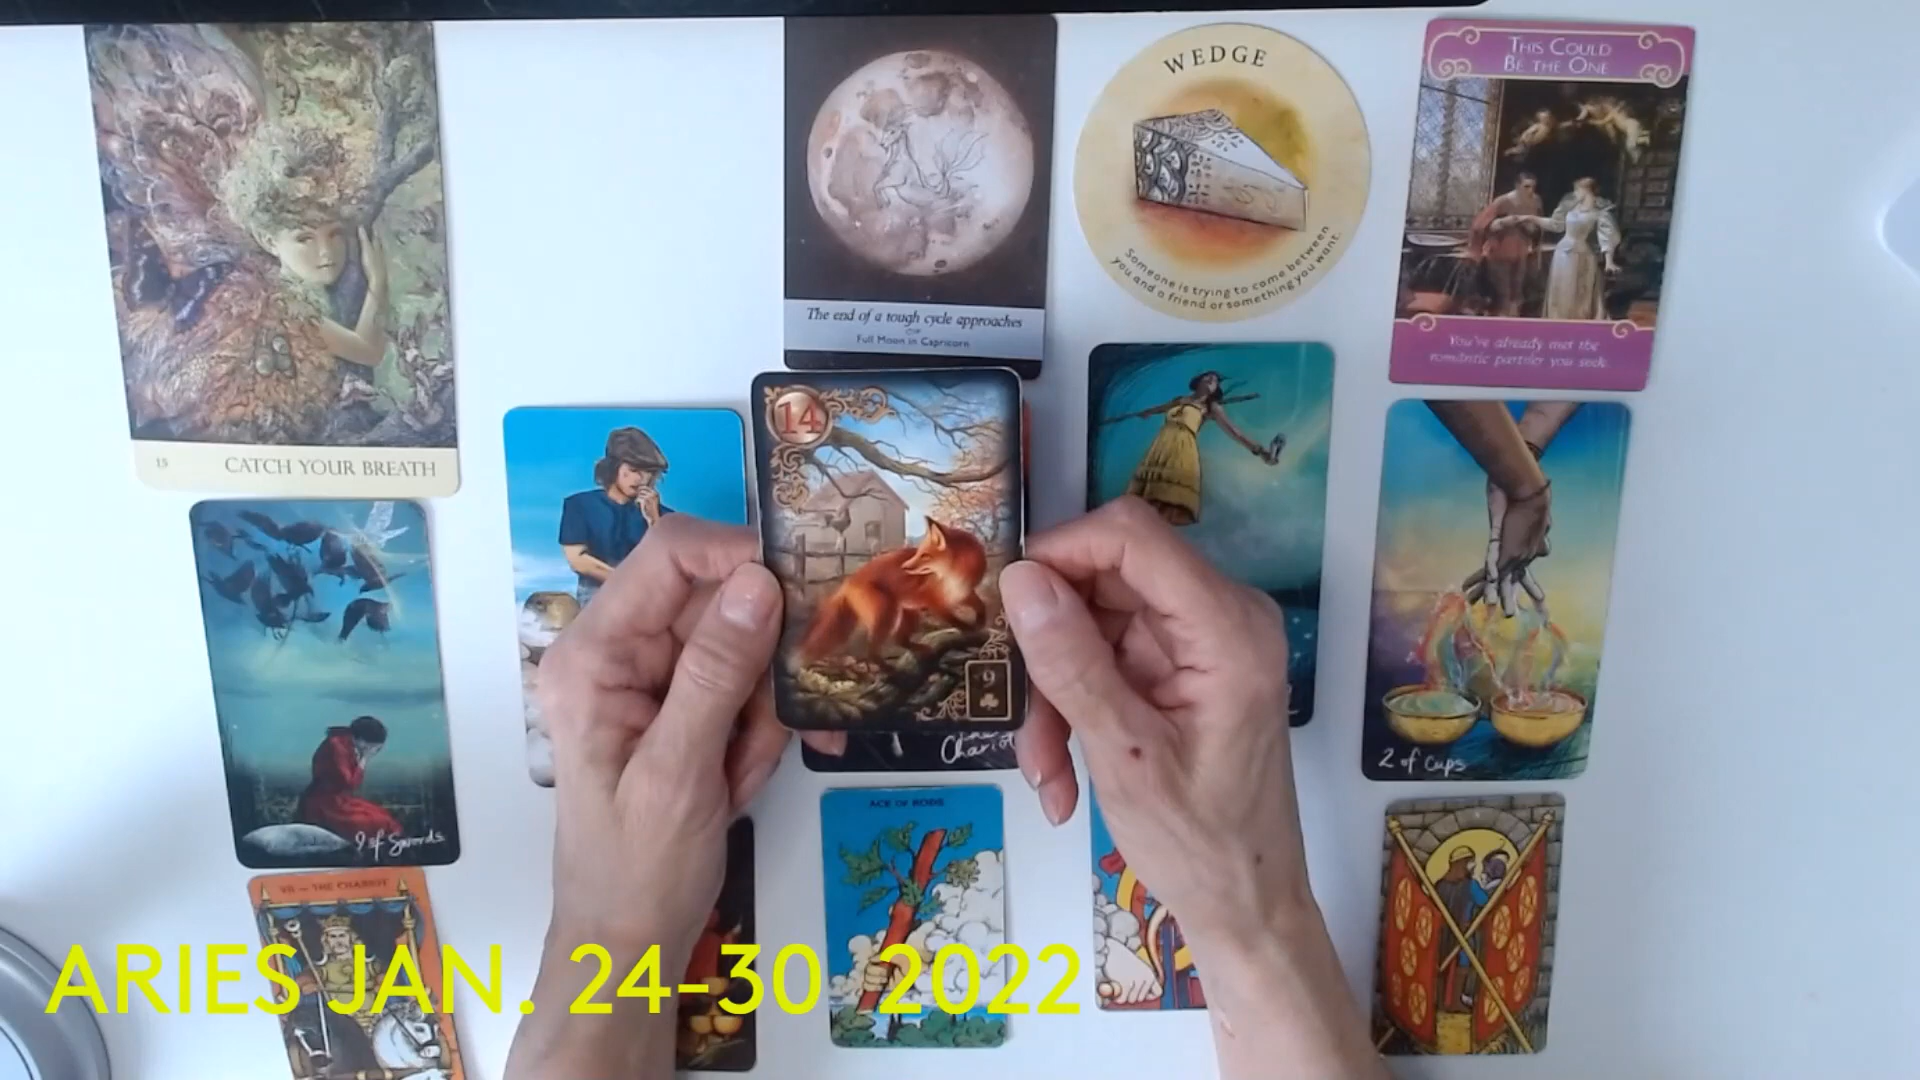 15 CATCH YOUR BREATH
The end of a tough cycle approaches
Full Moon in Capricorn
WEDGE
Someone is trying to come between
you and a friend or something you want.
THIS COULD
BE THE ONE
You've already met the
romantic partner you seek.
14
9
The
Chariot
9 of Swords
2 of Cups
VII — THE CHARIOT
ACE OF RODS
ARIES JAN. 24-30 2022